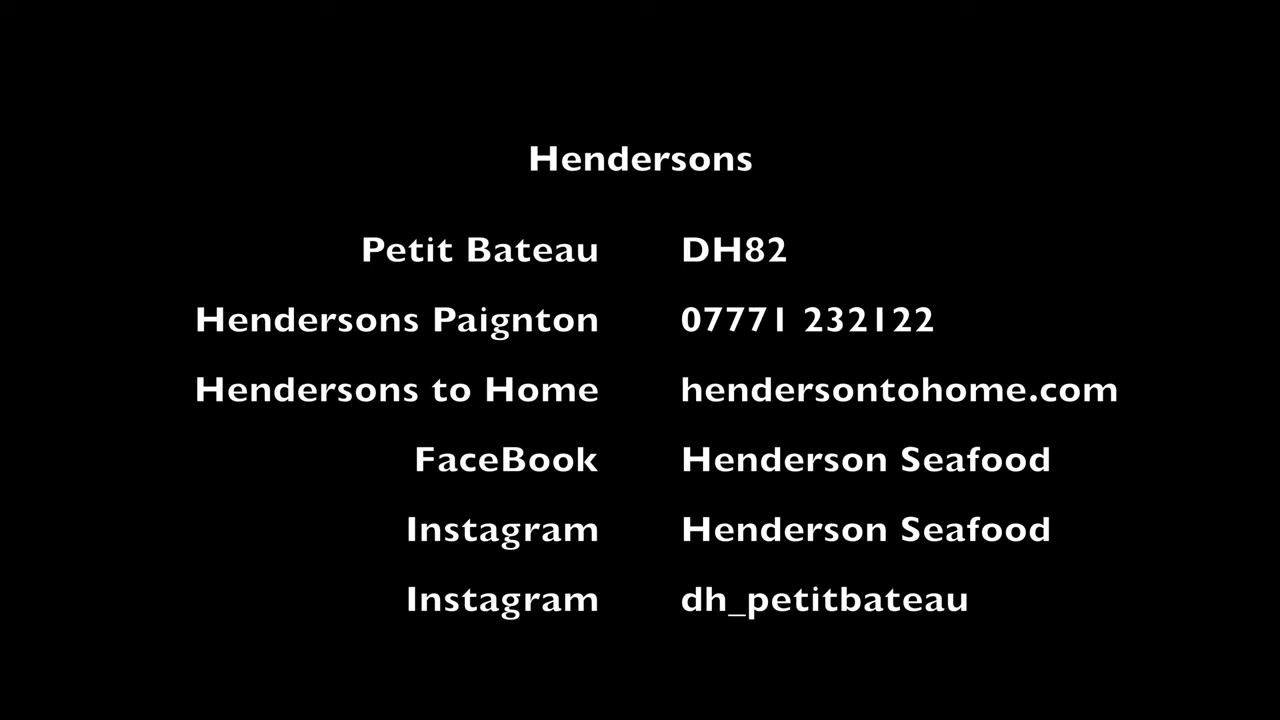 Hendersons
Petit Bateau DH82
Hendersons Paignton 07771 232122
Hendersons to Home hendersontohome.com
FaceBook Henderson Seafood
Instagram Henderson Seafood
Instagram dh_petitbateau